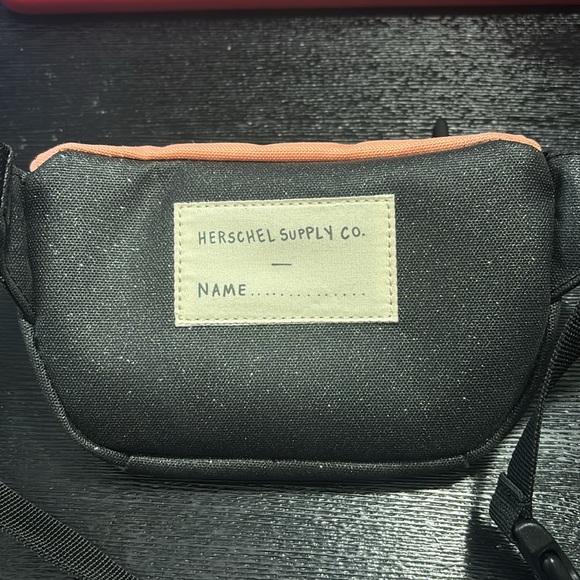 HERSCHEL SUPPLY CO.
—
NAME..............